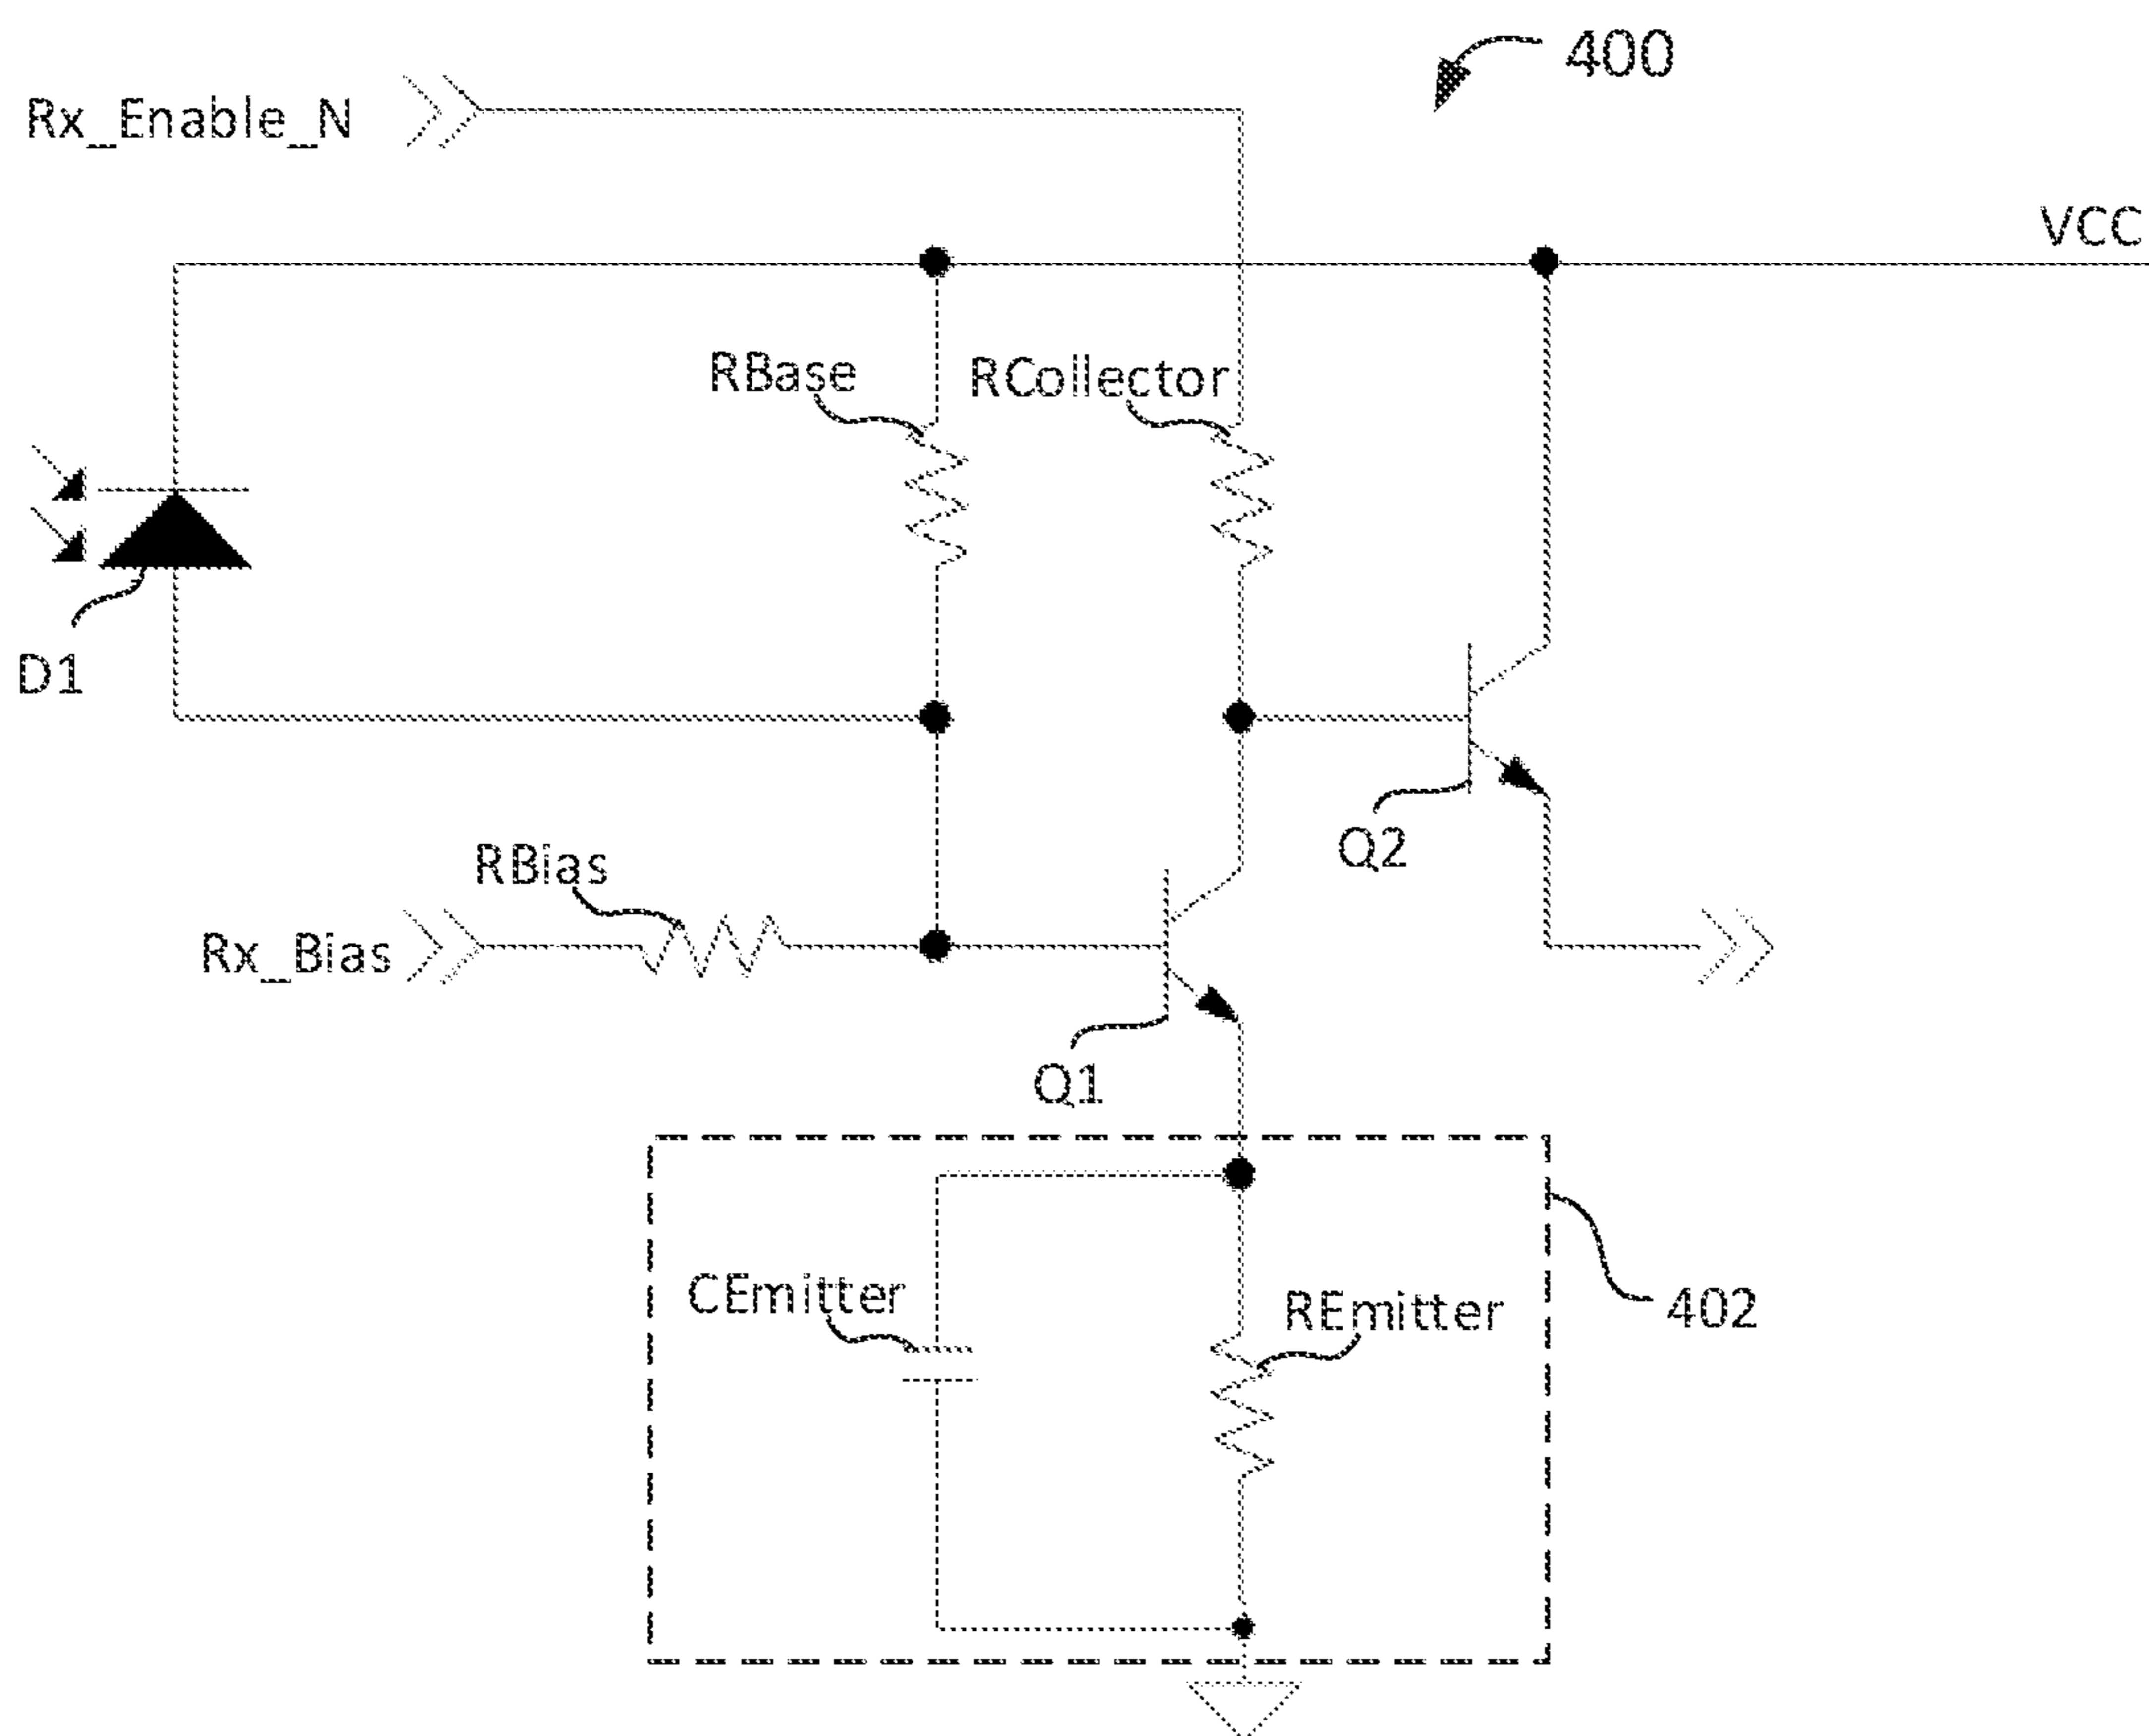 400
Rx_Enable_N
VCC
RBase
RCollector
D1
Q2
RBias
Rx_Bias
Q1
CEmitter
REmitter
402